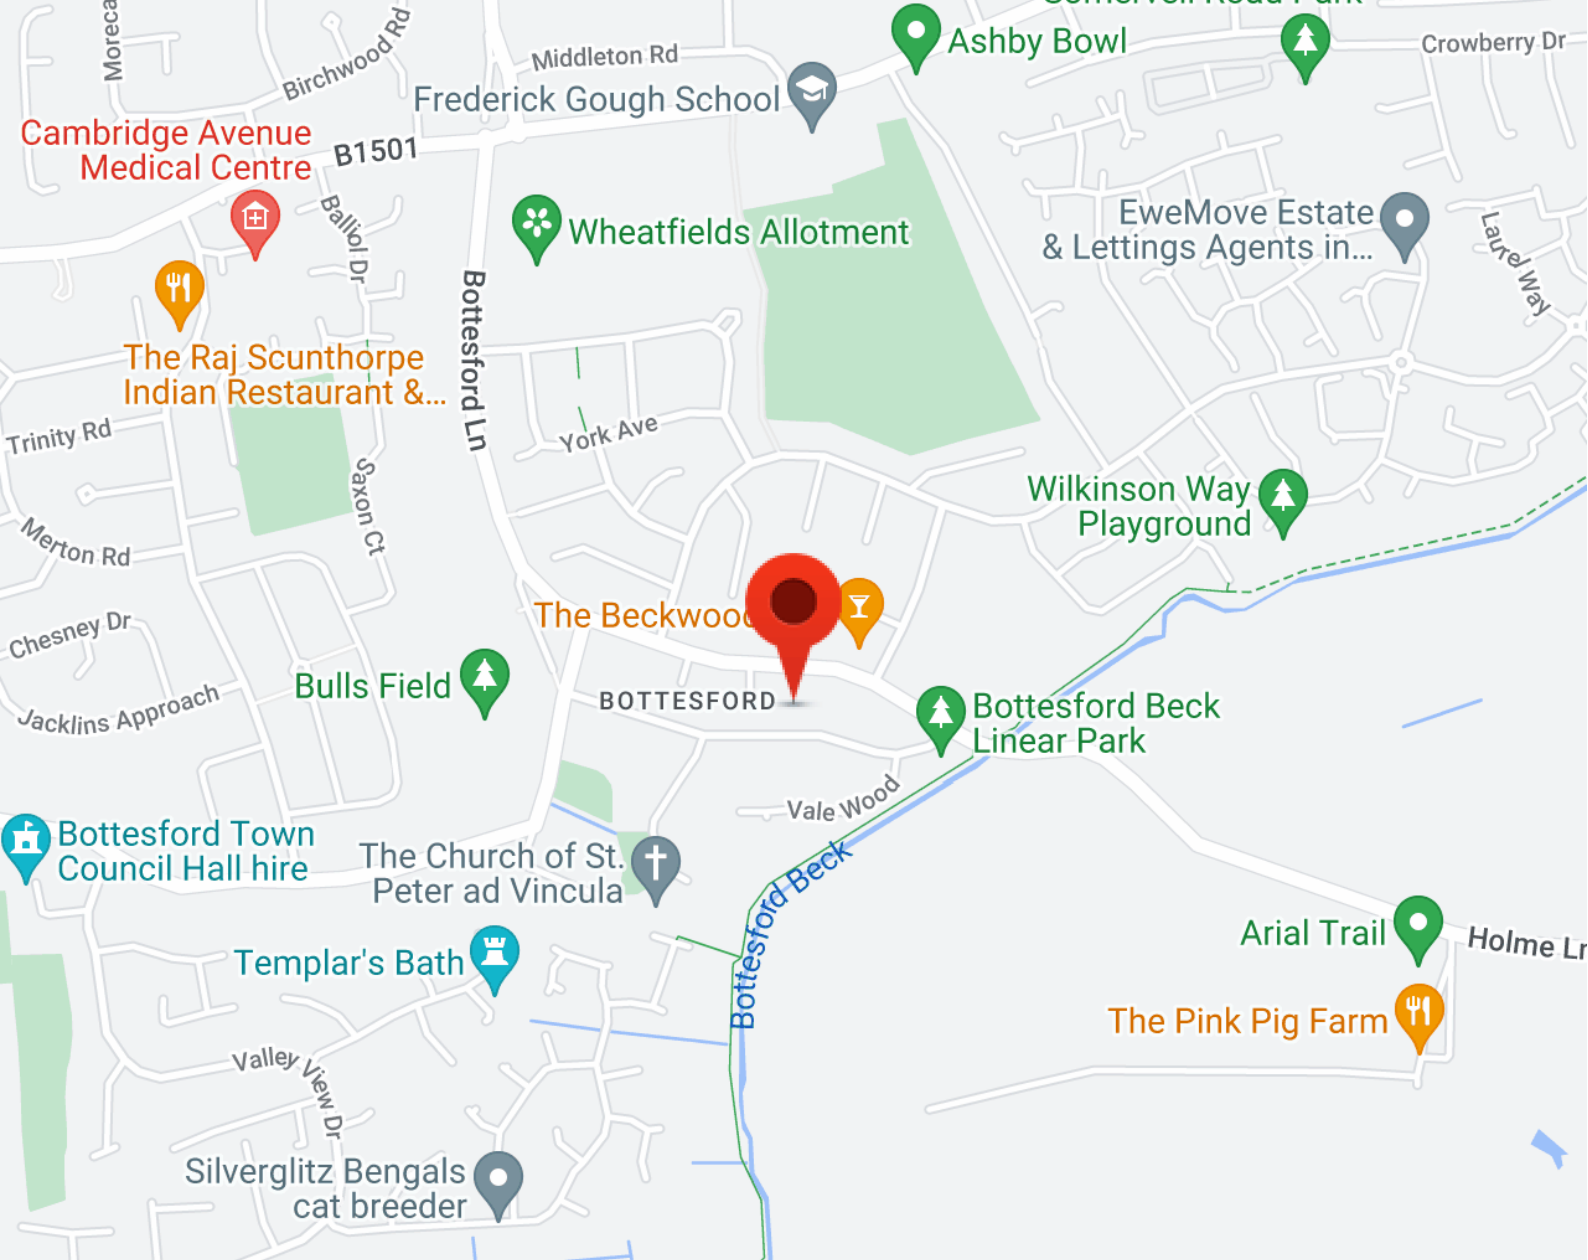 Somervell Road Park
Moreca
Birchwood Rd
Middleton Rd
Ashby Bowl
Crowberry Dr
Frederick Gough School
Cambridge Avenue
Medical Centre
B1501
Balliol Dr
Wheatfields Allotment
EweMove Estate
& Lettings Agents in...
Laurel Way
Bottesford Ln
The Raj Scunthorpe
Indian Restaurant &...
Trinity Rd
York Ave
Saxon Ct
Wilkinson Way
Playground
Merton Rd
The Beckwood
Chesney Dr
Bulls Field
Jacklins Approach
BOTTESFORD
Bottesford Beck
Linear Park
Vale Wood
Bottesford Town
Council Hall hire
The Church of St.
Peter ad Vincula
Bottesford Beck
Arial Trail
Holme Ln
Templar's Bath
The Pink Pig Farm
Valley View Dr
Silverglitz Bengals
cat breeder